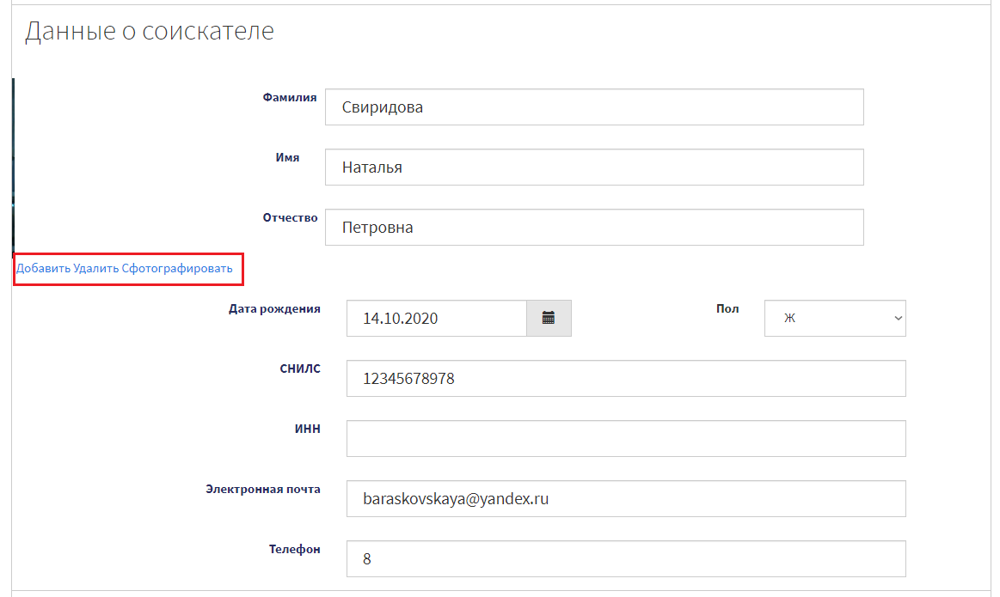 Данные о соискателе
Фамилия Свиридова
Имя Наталья
Отчество Петровна
Добавить Удалить Сфотографировать
Дата рождения 14.10.2020 Пол Ж
СНИЛС 12345678978
ИНН
Электронная почта baraskovskaya@yandex.ru
Телефон 8